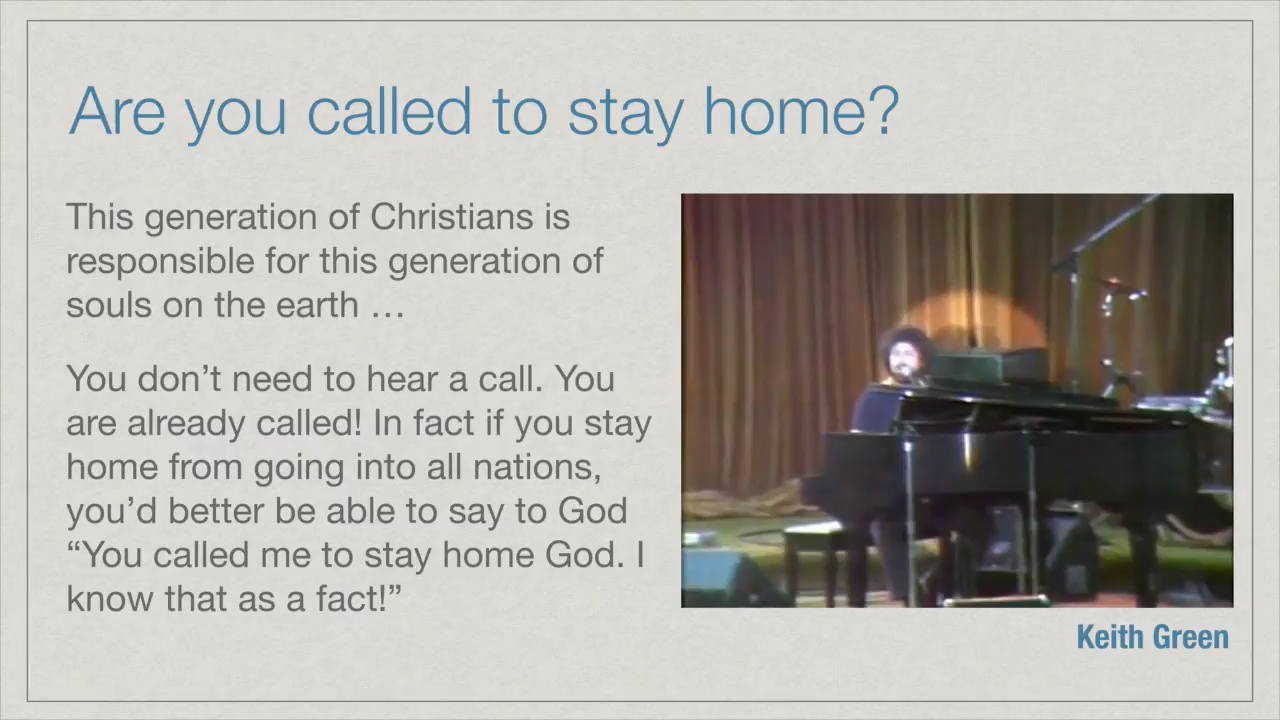 Are you called to stay home?
This generation of Christians is
responsible for this generation of
souls on the earth …
You don’t need to hear a call. You
are already called! In fact if you stay
home from going into all nations,
you’d better be able to say to God
“You called me to stay home God. I
know that as a fact!”
Keith Green